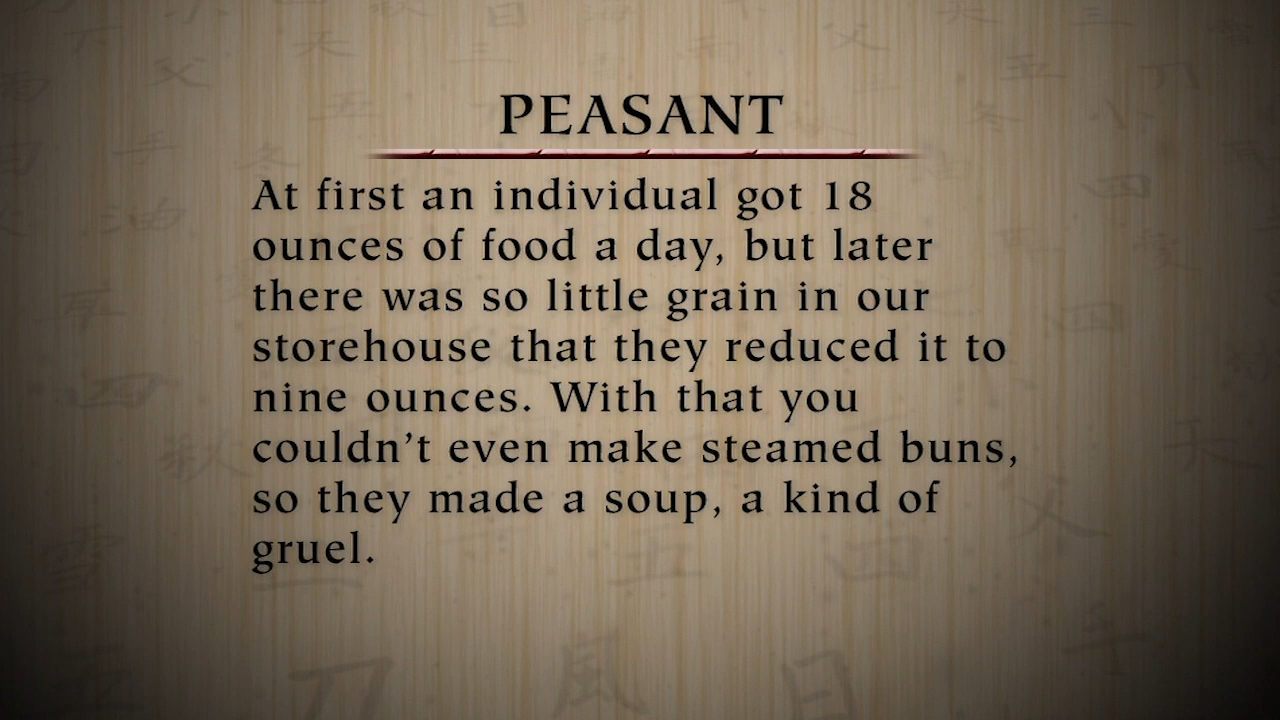 PEASANT
At first an individual got 18
ounces of food a day, but later
there was so little grain in our
storehouse that they reduced it to
nine ounces. With that you
couldn’t even make steamed buns,
so they made a soup, a kind of
gruel.